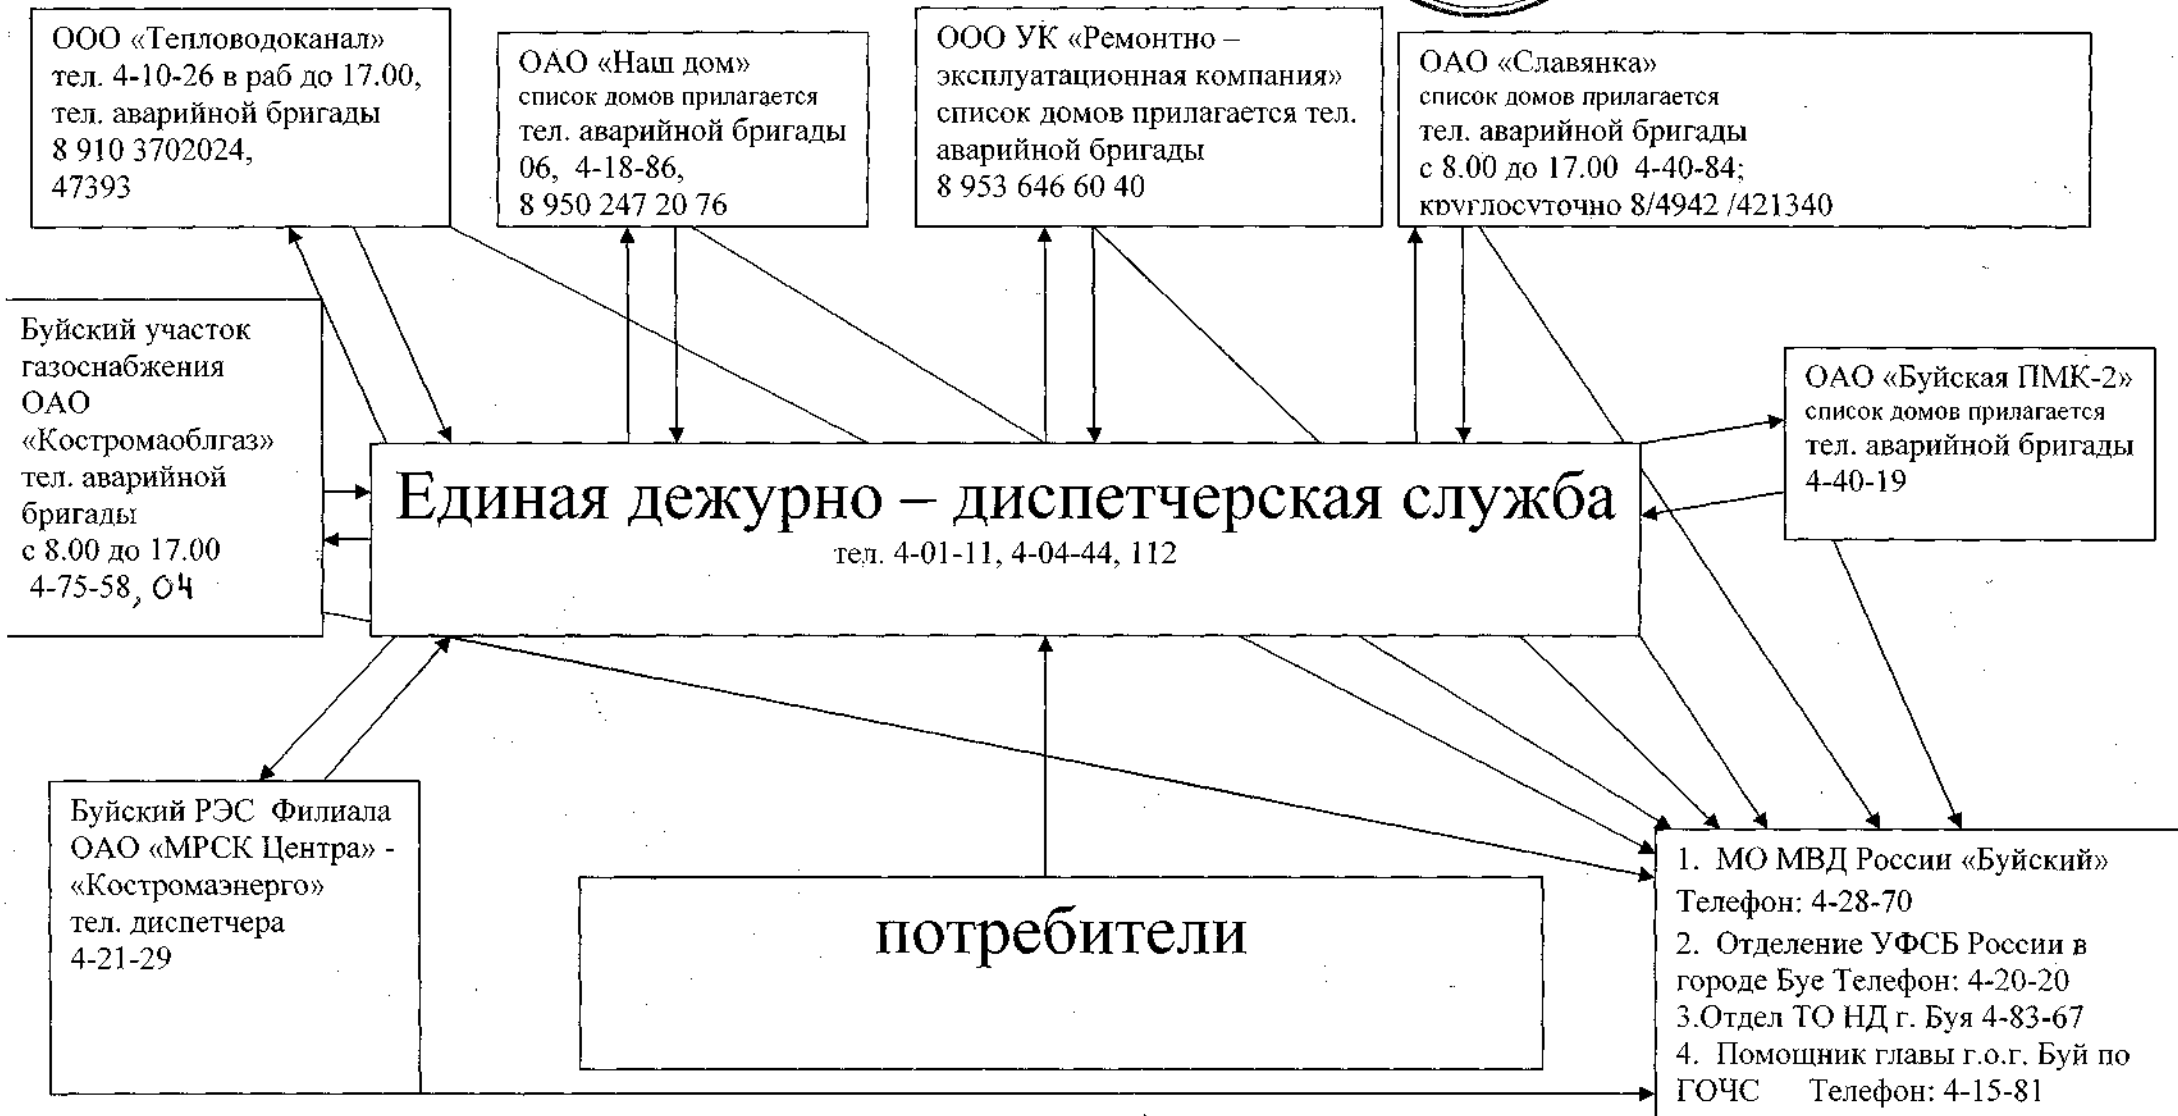 ООО «Тепловодоканал»
тел. 4-10-26 в раб до 17.00,
тел. аварийной бригады
8 910 3702024,
47393
ОАО «Наш дом»
список домов прилагается
тел. аварийной бригады
06, 4-18-86,
8 950 247 20 76
ООО УК «Ремонтно –
эксплуатационная компания»
список домов прилагается тел.
аварийной бригады
8 953 646 60 40
ОАО «Славянка»
список домов прилагается
тел. аварийной бригады
с 8.00 до 17.00 4-40-84;
круглосуточно 8/4942 /421340
Буйский участок
газоснабжения
ОАО
«Костромаоблгаз»
тел. аварийной
бригады
с 8.00 до 17.00
4-75-58, 04
Единая дежурно – диспетчерская служба
тел. 4-01-11, 4-04-44, 112
ОАО «Буйская ПМК-2»
список домов прилагается
тел. аварийной бригады
4-40-19
Буйский РЭС Филиала
ОАО «МРСК Центра» -
«Костромаэнерго»
тел. диспетчера
4-21-29
потребители
1. МО МВД России «Буйский»
Телефон: 4-28-70
2. Отделение УФСБ России в
городе Буе Телефон: 4-20-20
3.Отдел ТО НД г. Буя 4-83-67
4. Помощник главы г.о.г. Буй по
ГОЧС Телефон: 4-15-81